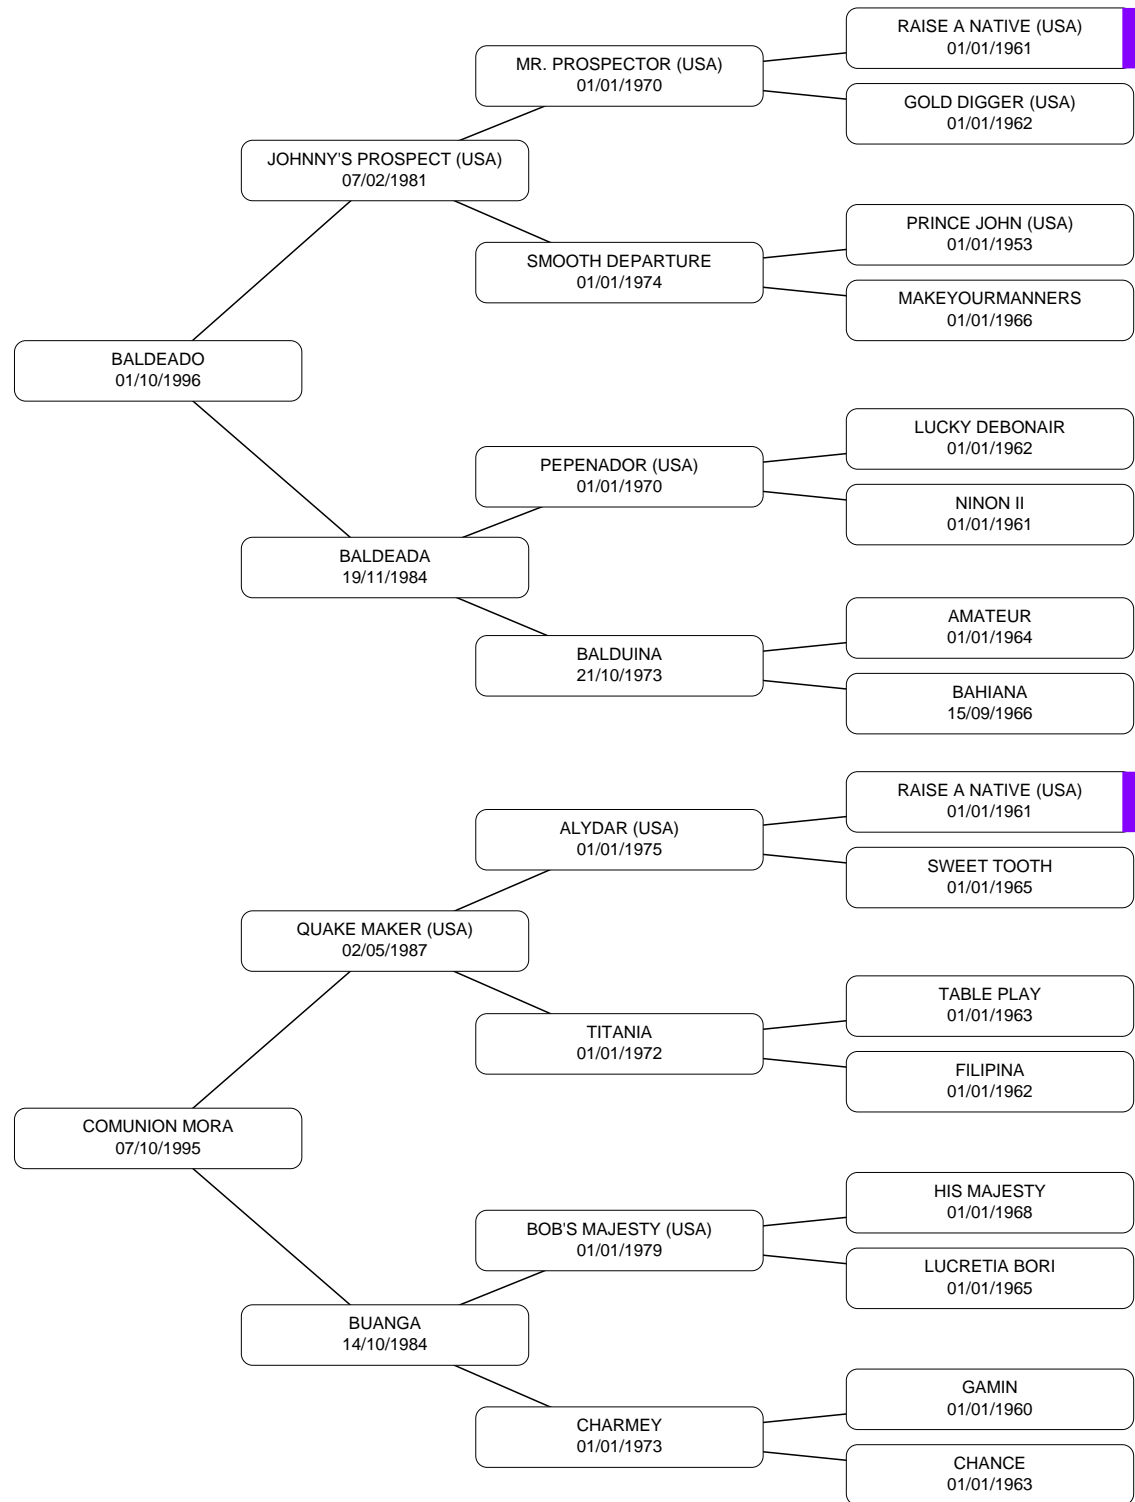 RAISE A NATIVE (USA)
01/01/1961
MR. PROSPECTOR (USA)
01/01/1970
GOLD DIGGER (USA)
01/01/1962
JOHNNY'S PROSPECT (USA)
07/02/1981
PRINCE JOHN (USA)
01/01/1953
SMOOTH DEPARTURE
01/01/1974
MAKEYOURMANNERS
01/01/1966
BALDEADO
01/10/1996
LUCKY DEBONAIR
01/01/1962
PEPENADOR (USA)
01/01/1970
NINON II
01/01/1961
BALDEADA
19/11/1984
AMATEUR
01/01/1964
BALDUINA
21/10/1973
BAHIANA
15/09/1966
RAISE A NATIVE (USA)
01/01/1961
ALYDAR (USA)
01/01/1975
SWEET TOOTH
01/01/1965
QUAKE MAKER (USA)
02/05/1987
TABLE PLAY
01/01/1963
TITANIA
01/01/1972
FILIPINA
01/01/1962
COMUNION MORA
07/10/1995
HIS MAJESTY
01/01/1968
BOB'S MAJESTY (USA)
01/01/1979
LUCRETIA BORI
01/01/1965
BUANGA
14/10/1984
GAMIN
01/01/1960
CHARMEY
01/01/1973
CHANCE
01/01/1963